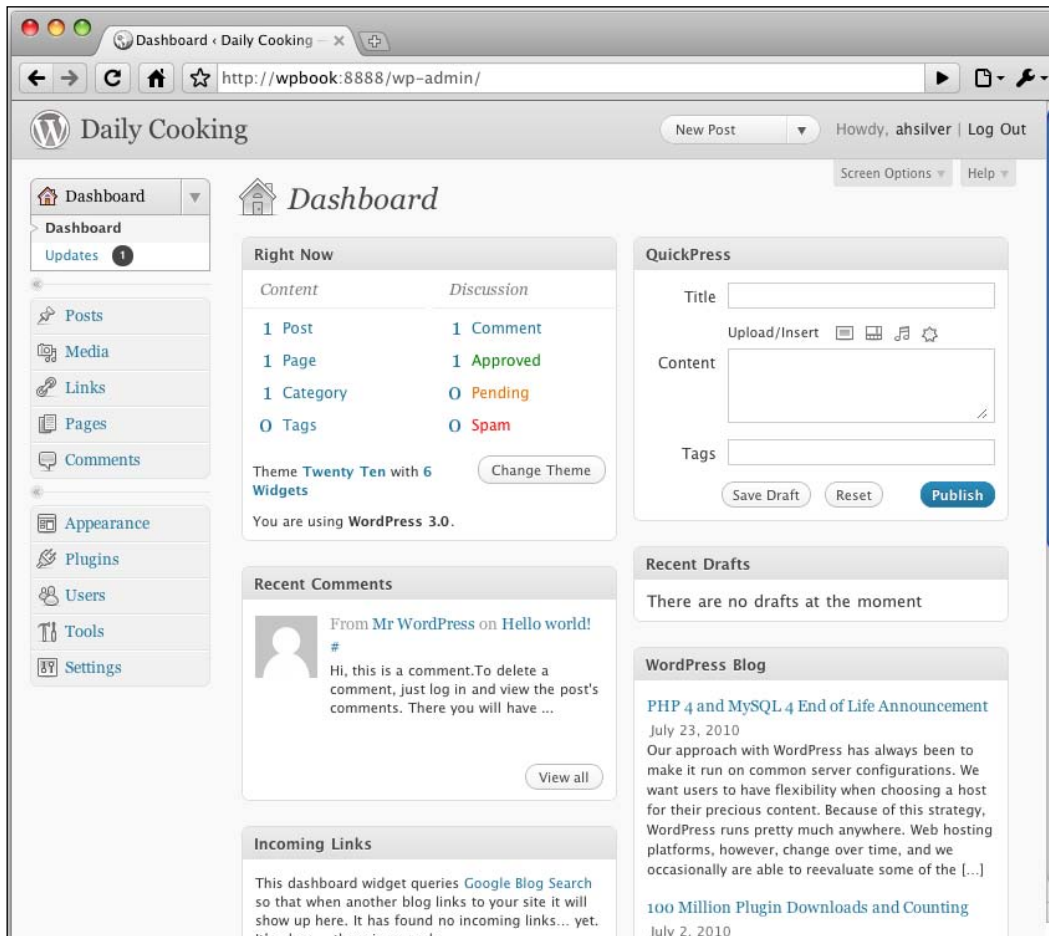 Dashboard ‹ Daily Cooking —
http://wpbook:8888/wp-admin/
Daily Cooking
New Post
Howdy, ahsilver | Log Out
Screen Options
Help
Dashboard
Dashboard
Updates 1
Posts
Media
Links
Pages
Comments
Appearance
Plugins
Users
Tools
Settings
Dashboard
Right Now
Content
Discussion
1 Post
1 Comment
1 Page
1 Approved
1 Category
0 Pending
0 Tags
0 Spam
Theme Twenty Ten with 6
Widgets
Change Theme
You are using WordPress 3.0.
Recent Comments
From Mr WordPress on Hello world!
#
Hi, this is a comment.To delete a
comment, just log in and view the post's
comments. There you will have ...
View all
Incoming Links
This dashboard widget queries Google Blog Search
so that when another blog links to your site it will
show up here. It has found no incoming links... yet.
QuickPress
Title
Upload/Insert
Content
Tags
Save Draft
Reset
Publish
Recent Drafts
There are no drafts at the moment
WordPress Blog
PHP 4 and MySQL 4 End of Life Announcement
July 23, 2010
Our approach with WordPress has always been to
make it run on common server configurations. We
want users to have flexibility when choosing a host
for their precious content. Because of this strategy,
WordPress runs pretty much anywhere. Web hosting
platforms, however, change over time, and we
occasionally are able to reevaluate some of the [...]
100 Million Plugin Downloads and Counting
July 2, 2010